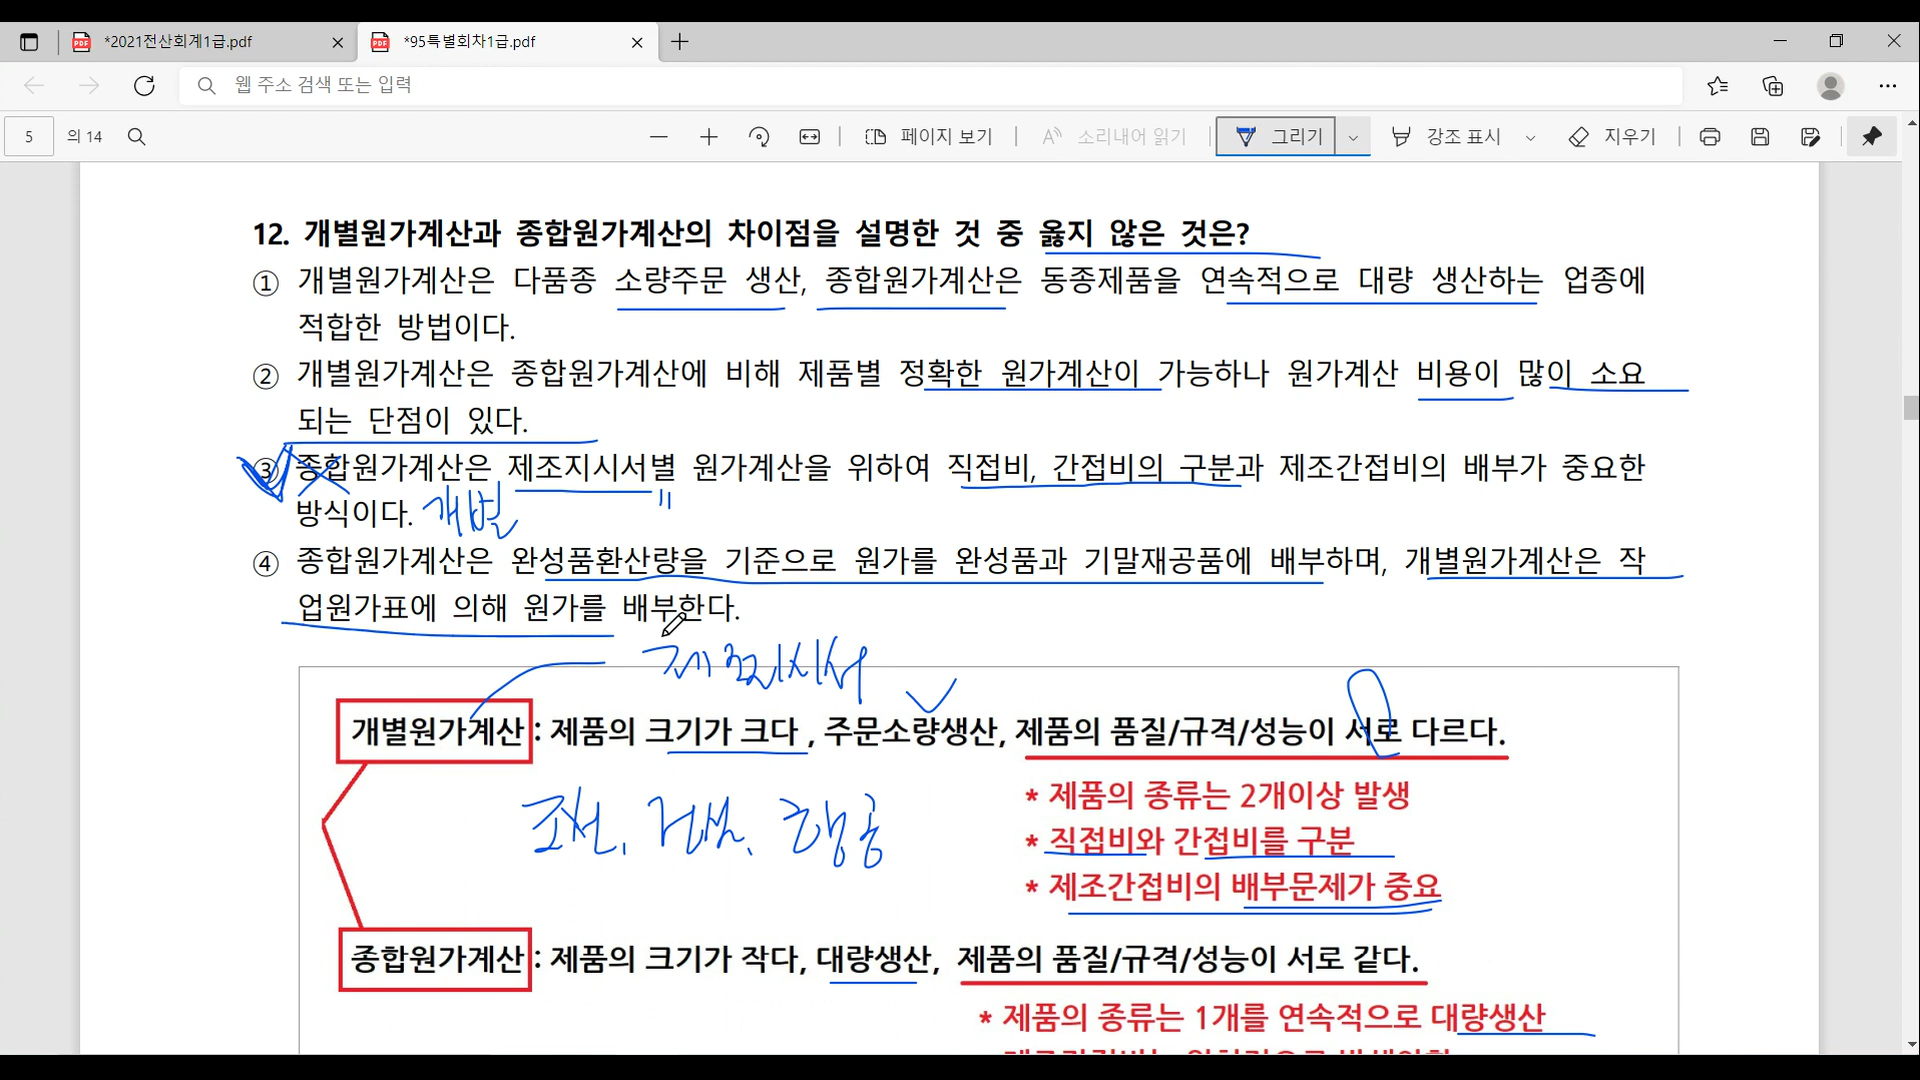 *2021전산회계1급.pdf
*95특별회차1급.pdf
웹 주소 검색 또는 입력
5 의 14 페이지 보기 소리내어 읽기 그리기 강조 표시 지우기
12. 개별원가계산과 종합원가계산의 차이점을 설명한 것 중 옳지 않은 것은?
① 개별원가계산은 다품종 소량주문 생산, 종합원가계산은 동종제품을 연속적으로 대량 생산하는 업종에
적합한 방법이다.
② 개별원가계산은 종합원가계산에 비해 제품별 정확한 원가계산이 가능하나 원가계산 비용이 많이 소요
되는 단점이 있다.
③ 종합원가계산은 제조지시서별 원가계산을 위하여 직접비, 간접비의 구분과 제조간접비의 배부가 중요한
방식이다. 개별
④ 종합원가계산은 완성품환산량을 기준으로 원가를 완성품과 기말재공품에 배부하며, 개별원가계산은 작
업원가표에 의해 원가를 배부한다.
개별원가계산 : 제품의 크기가 크다 , 주문소량생산, 제품의 품질/규격/성능이 서로 다르다.
* 제품의 종류는 2개이상 발생
* 직접비와 간접비를 구분
* 제조간접비의 배부문제가 중요
종합원가계산 : 제품의 크기가 작다, 대량생산, 제품의 품질/규격/성능이 서로 같다.
* 제품의 종류는 1개를 연속적으로 대량생산